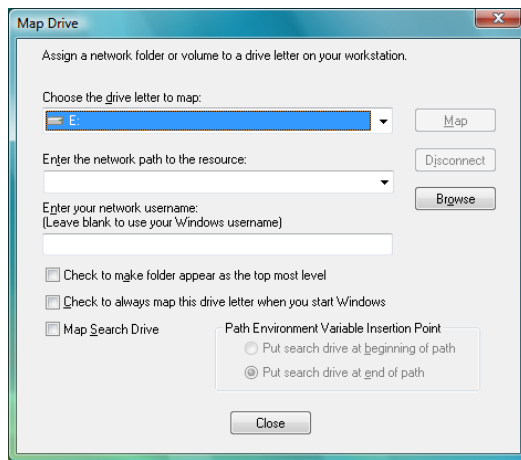 Map Drive
Assign a network folder or volume to a drive letter on your workstation.
Choose the drive letter to map:
E:
Map
Enter the network path to the resource:
Disconnect
Browse
Enter your network username:
(Leave blank to use your Windows username)
Check to make folder appear as the top most level
Check to always map this drive letter when you start Windows
Map Search Drive
Path Environment Variable Insertion Point
Put search drive at beginning of path
Put search drive at end of path
Close